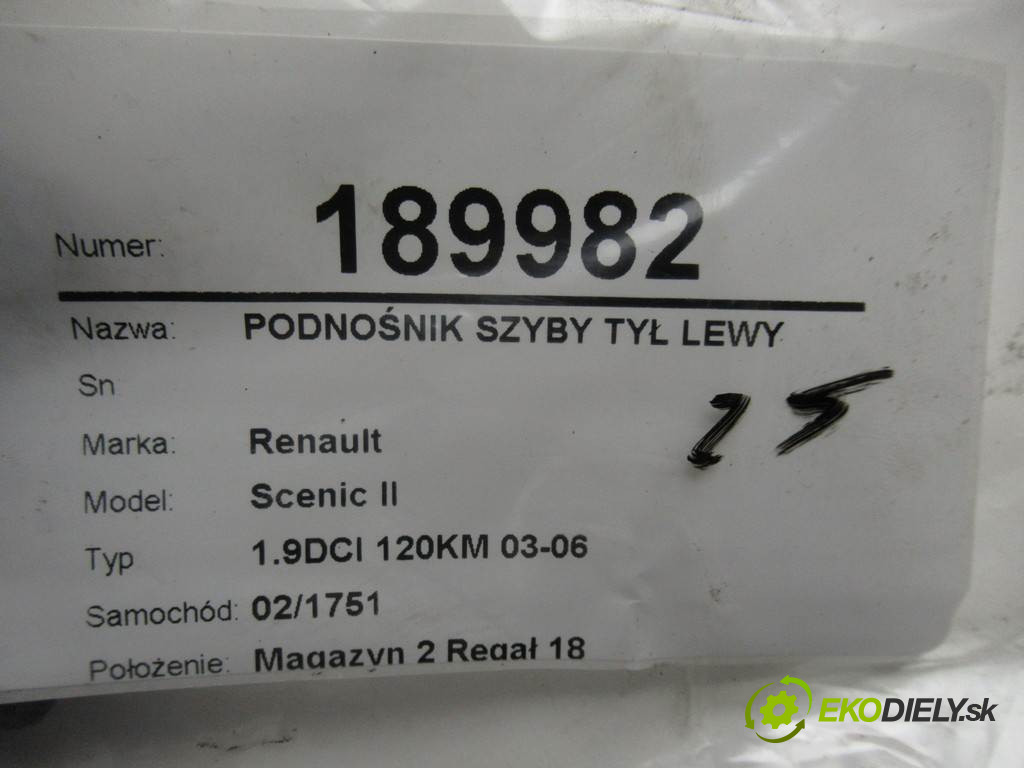 Numer: 189982
Nazwa: PODNOŚNIK SZYBY TYŁ LEWY
Sn
25
Marka: Renault
Model: Scenic II
Typ 1.9DCI 120KM 03-06
Samochód: 02/1751
Położenie: Magazyn 2 Regał 18
EKODIELY.sk